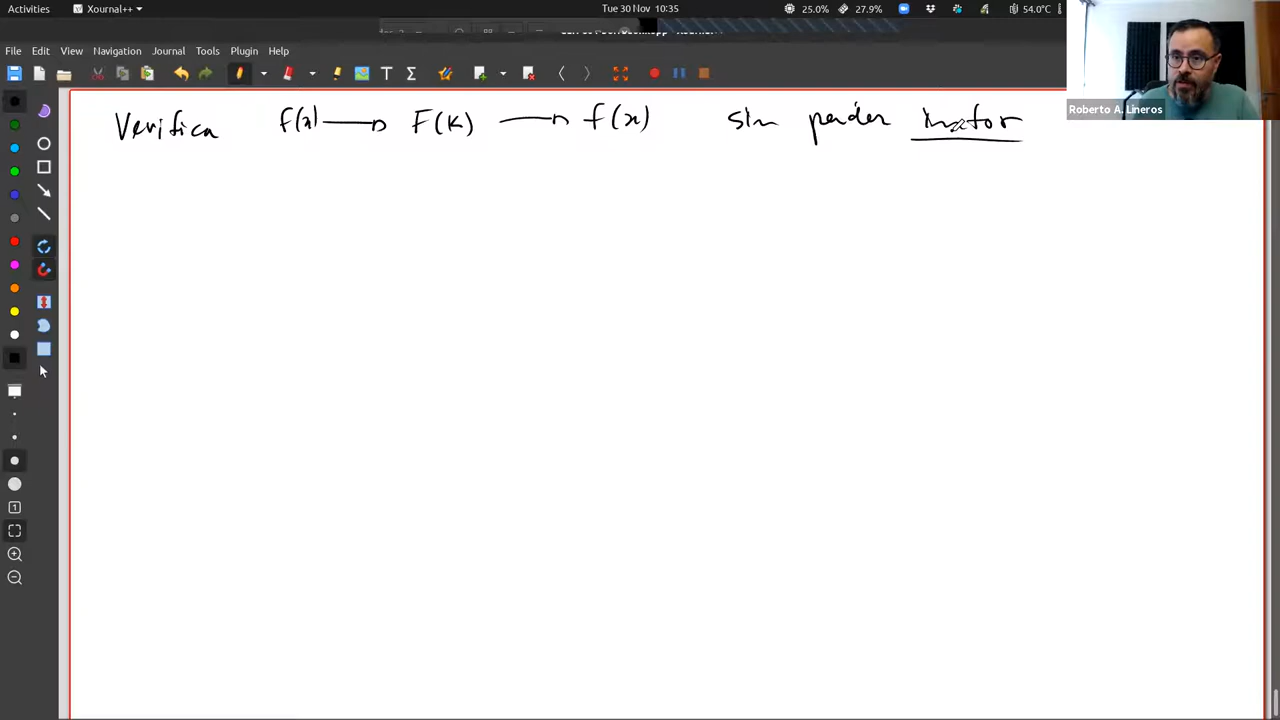 Activities Xournal++ Tue 30 Nov 10:35 25.0% 27.9% 54.0°C
File Edit View Navigation Journal Tools Plugin Help
Roberto A. Lineros
Verifica f(x) → F(K) → f(x) sin perder